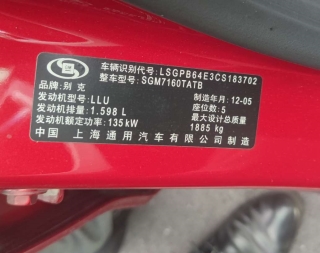 车辆识别代号: LSGPB64E3CS183702
整车型号: SGM7160TATB
品牌: 别克
发动机型号: LLU 制造年月: 12-05
发动机排量: 1.598 L 座位数: 5
发动机额定功率: 135 kW 最大设计总质量
1885 kg
中国 上海通用汽车有限公司制造